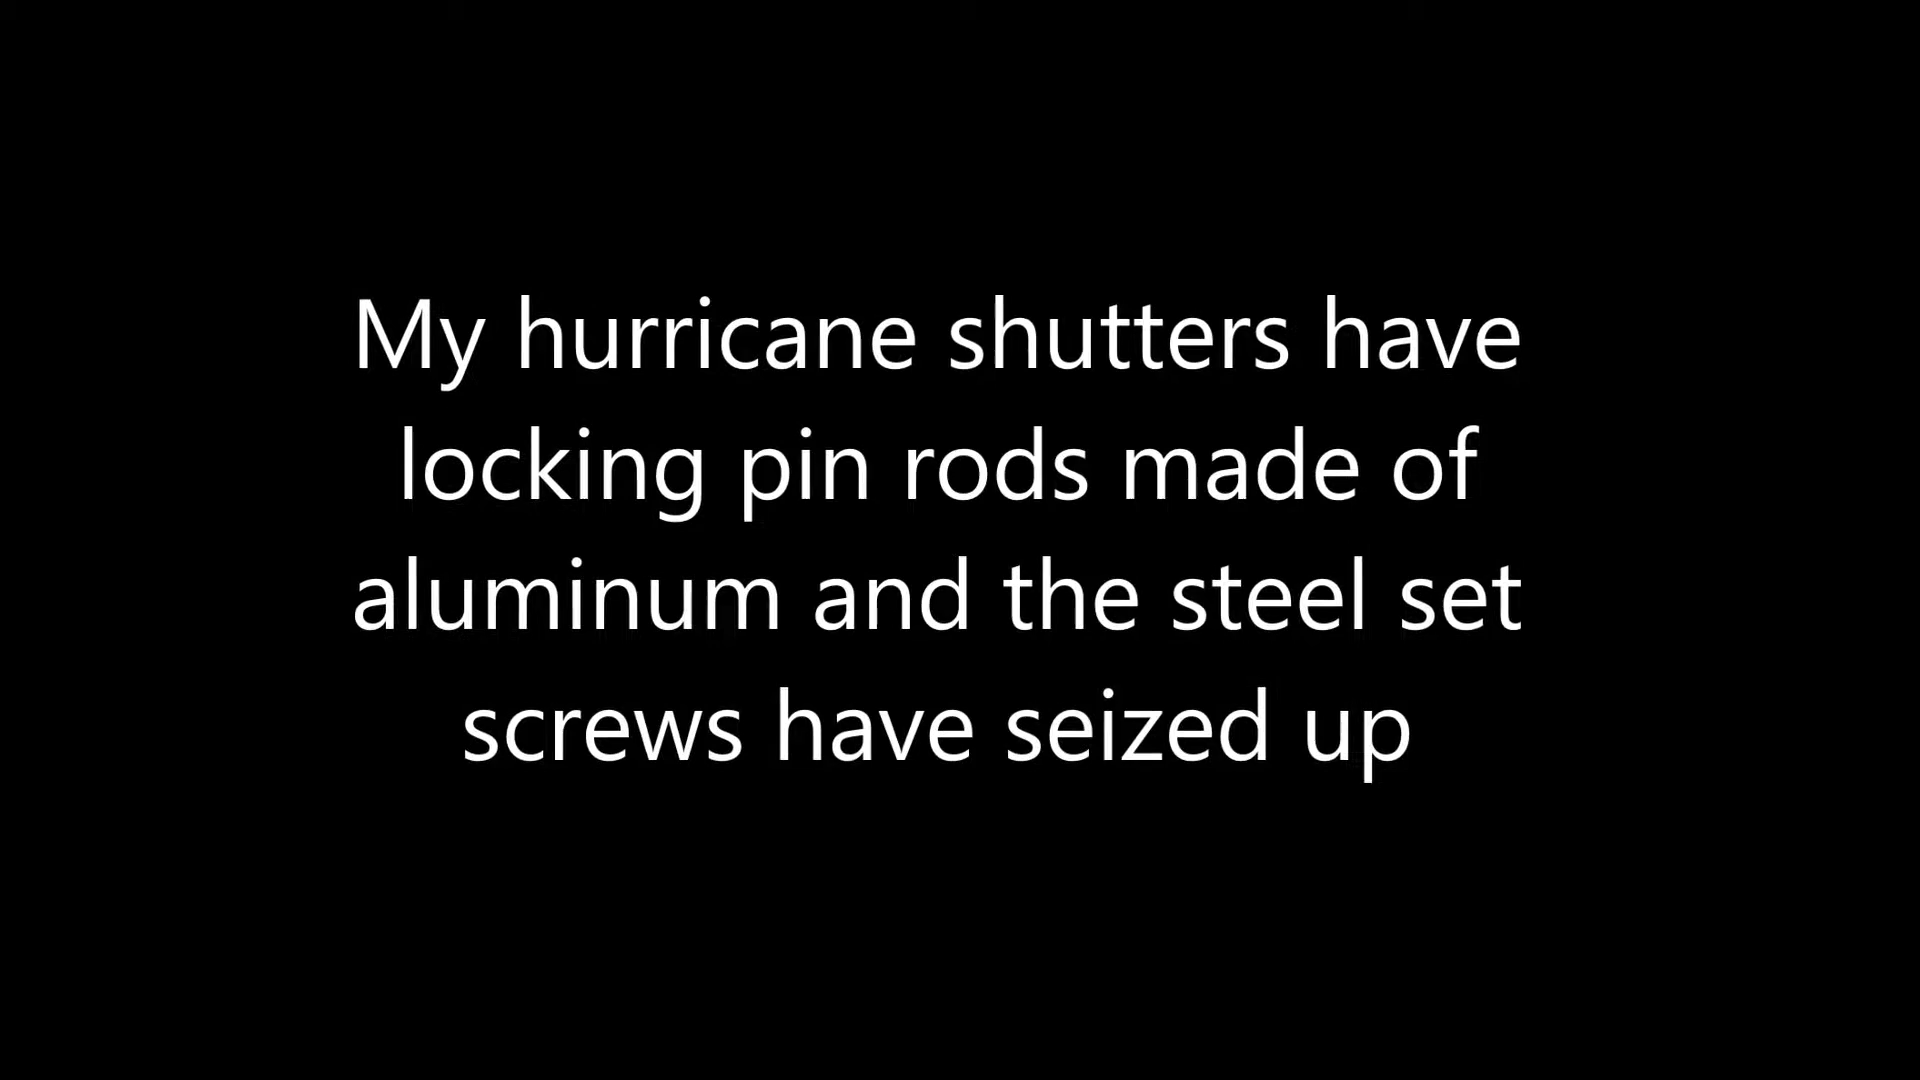 My hurricane shutters have
locking pin rods made of
aluminum and the steel set
screws have seized up